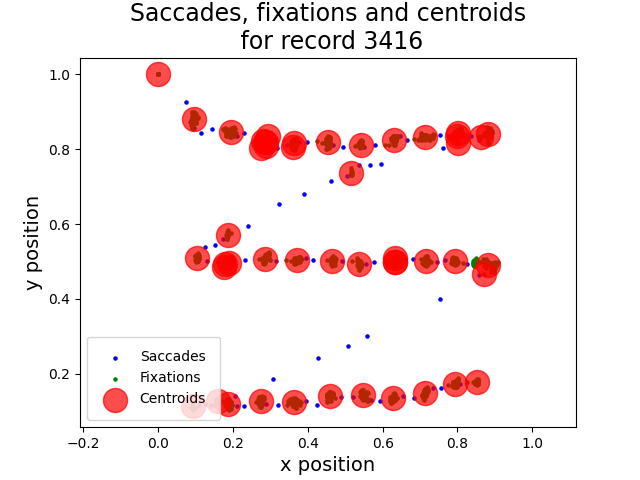 Saccades, fixations and centroids
for record 3416
1.0
0.8
0.6
0.4
0.2
y position
Saccades
Fixations
Centroids
−0.2
0.0
0.2
0.4
0.6
0.8
1.0
x position